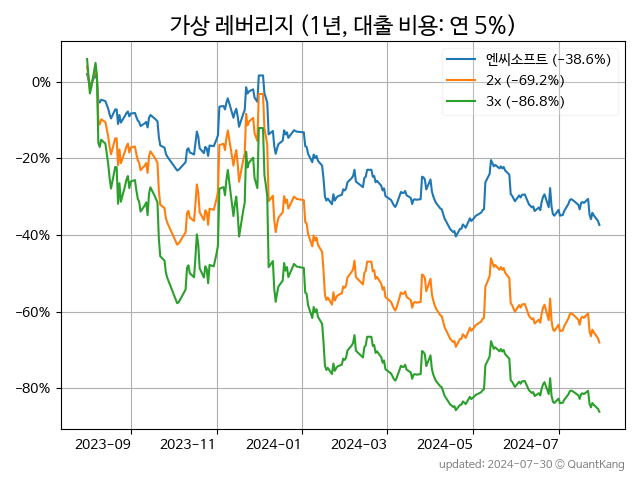 가상 레버리지 (1년, 대출 비용: 연 5%)
엔씨소프트 (−38.6%)
2x (−69.2%)
3x (−86.8%)
0%
−20%
−40%
−60%
−80%
2023-09 2023-11 2024-01 2024-03 2024-05 2024-07
updated: 2024-07-30 © QuantKang